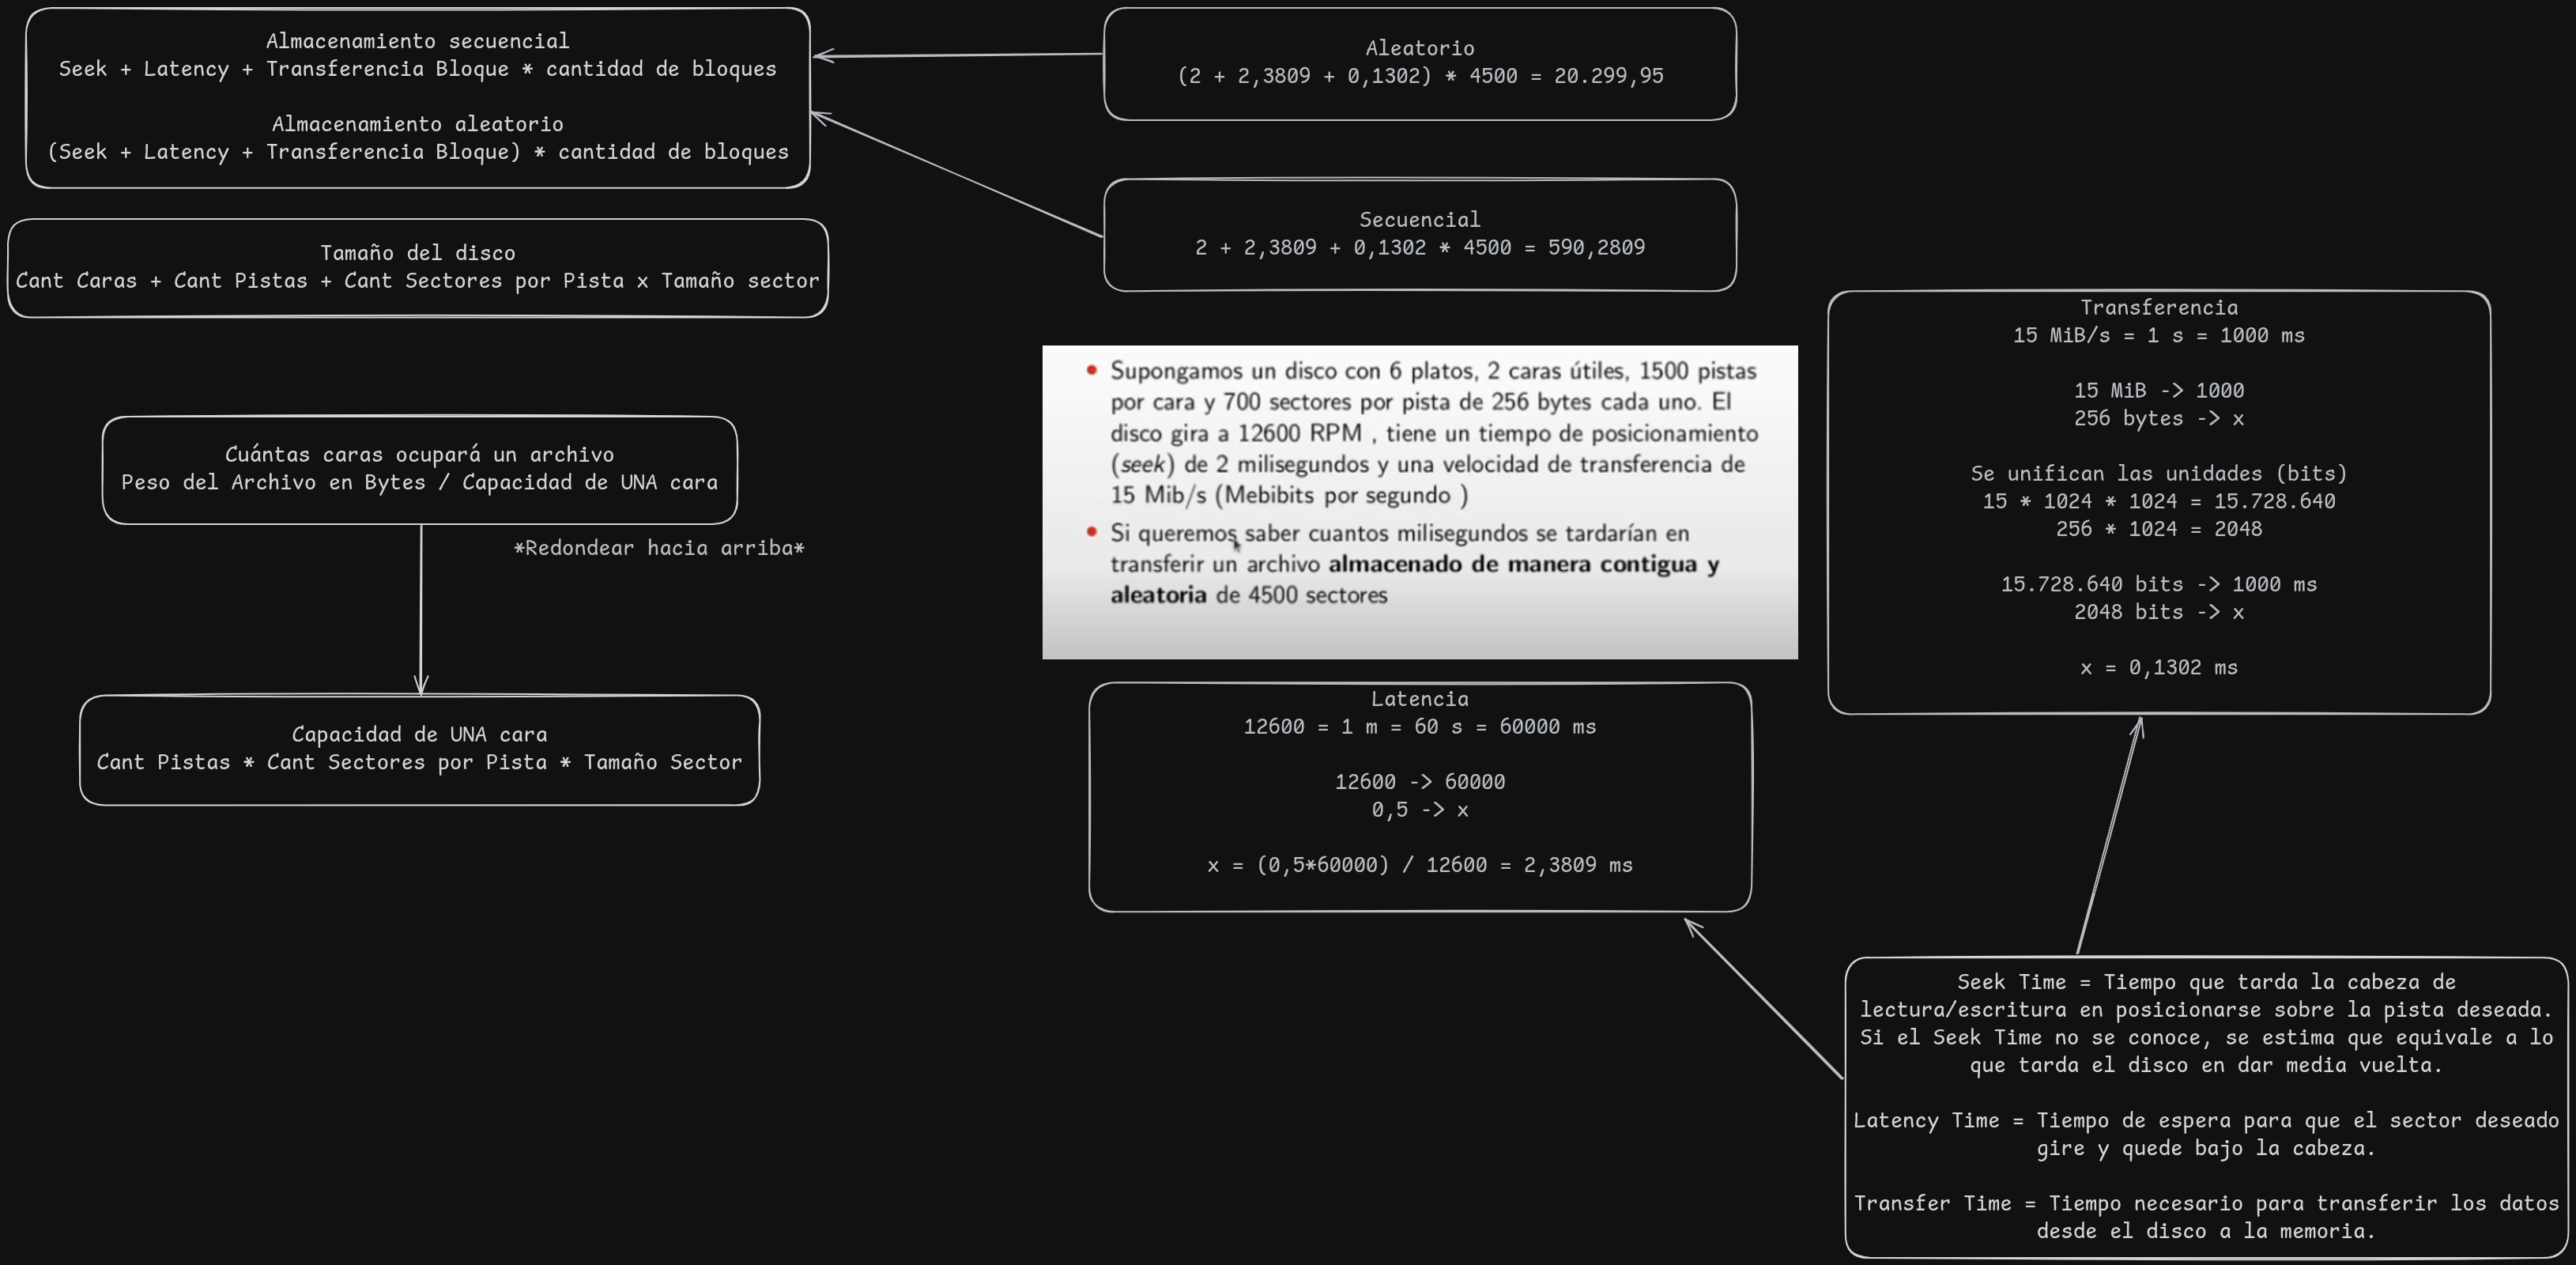 Almacenamiento secuencial
Seek + Latency + Transferencia Bloque * cantidad de bloques
Almacenamiento aleatorio
(Seek + Latency + Transferencia Bloque) * cantidad de bloques
Tamaño del disco
Cant Caras + Cant Pistas + Cant Sectores por Pista x Tamaño sector
Cuántas caras ocupará un archivo
Peso del Archivo en Bytes / Capacidad de UNA cara
*Redondear hacia arriba*
Capacidad de UNA cara
Cant Pistas * Cant Sectores por Pista * Tamaño Sector
Aleatorio
(2 + 2,3809 + 0,1302) * 4500 = 20.299,95
Secuencial
2 + 2,3809 + 0,1302 * 4500 = 590,2809
Supongamos un disco con 6 platos, 2 caras útiles, 1500 pistas
por cara y 700 sectores por pista de 256 bytes cada uno. El
disco gira a 12600 RPM , tiene un tiempo de posicionamiento
(seek) de 2 milisegundos y una velocidad de transferencia de
15 Mib/s (Mebibits por segundo )
Si queremos saber cuantos milisegundos se tardarían en
transferir un archivo almacenado de manera contigua y
aleatoria de 4500 sectores
Latencia
12600 = 1 m = 60 s = 60000 ms
12600 -> 60000
0,5 -> x
x = (0,5*60000) / 12600 = 2,3809 ms
Transferencia
15 MiB/s = 1 s = 1000 ms
15 MiB -> 1000
256 bytes -> x
Se unifican las unidades (bits)
15 * 1024 * 1024 = 15.728.640
256 * 1024 = 2048
15.728.640 bits -> 1000 ms
2048 bits -> x
x = 0,1302 ms
Seek Time = Tiempo que tarda la cabeza de
lectura/escritura en posicionarse sobre la pista deseada.
Si el Seek Time no se conoce, se estima que equivale a lo
que tarda el disco en dar media vuelta.
Latency Time = Tiempo de espera para que el sector deseado
gire y quede bajo la cabeza.
Transfer Time = Tiempo necesario para transferir los datos
desde el disco a la memoria.